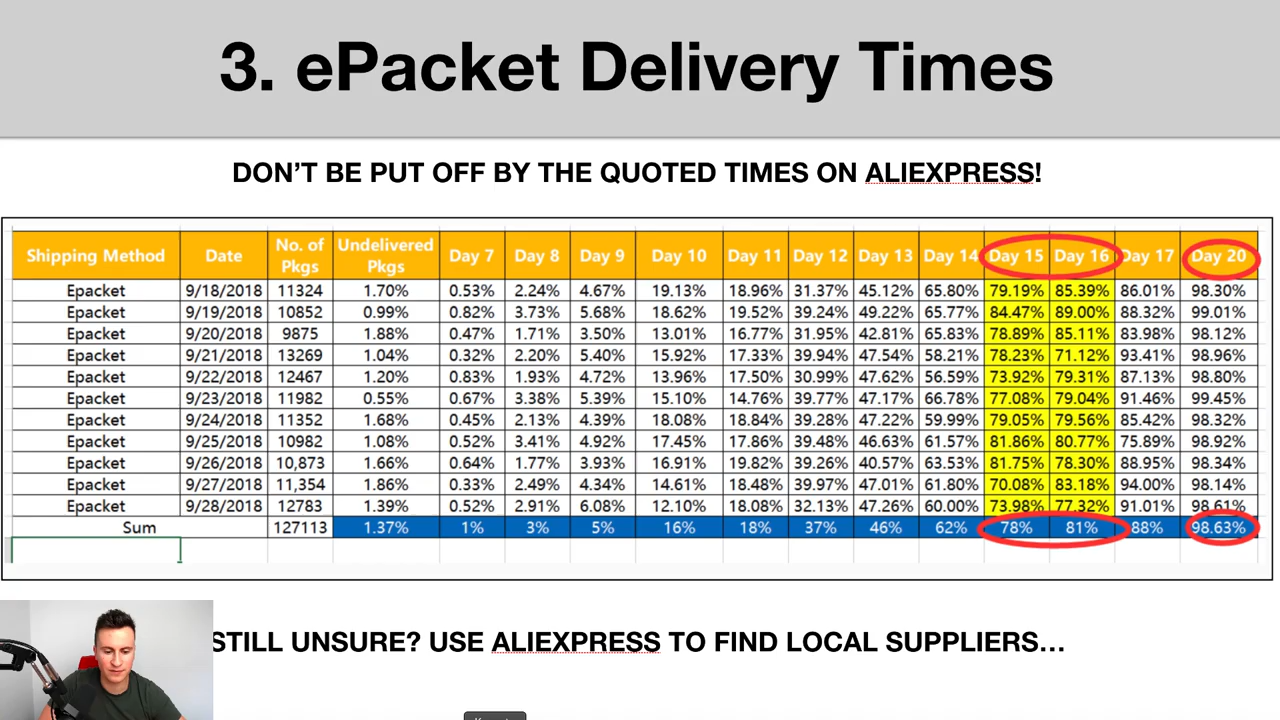 3. ePacket Delivery Times
DON’T BE PUT OFF BY THE QUOTED TIMES ON ALIEXPRESS!
Shipping Method Date No. of Pkgs Undelivered Pkgs Day 7 Day 8 Day 9 Day 10 Day 11 Day 12 Day 13 Day 14 Day 15 Day 16 Day 17 Day 20
Epacket 9/18/2018 11324 1.70% 0.53% 2.24% 4.67% 19.13% 18.96% 31.37% 45.12% 65.80% 79.19% 85.39% 86.01% 98.30%
Epacket 9/19/2018 10852 0.99% 0.82% 3.73% 5.68% 18.62% 19.52% 39.24% 49.22% 65.77% 84.47% 89.00% 88.32% 99.01%
Epacket 9/20/2018 9875 1.88% 0.47% 1.71% 3.50% 13.01% 16.77% 31.95% 42.81% 65.83% 78.89% 85.11% 83.98% 98.12%
Epacket 9/21/2018 13269 1.04% 0.32% 2.20% 5.40% 15.92% 17.33% 39.94% 47.54% 58.21% 78.23% 71.12% 93.41% 98.96%
Epacket 9/22/2018 12467 1.20% 0.83% 1.93% 4.72% 13.96% 17.50% 30.99% 47.62% 56.59% 73.92% 79.31% 87.13% 98.80%
Epacket 9/23/2018 11982 0.55% 0.67% 3.38% 5.39% 15.10% 14.76% 39.77% 47.17% 66.78% 77.08% 79.04% 91.46% 99.45%
Epacket 9/24/2018 11352 1.68% 0.45% 2.13% 4.39% 18.08% 18.84% 39.28% 47.22% 59.99% 79.05% 79.56% 85.42% 98.32%
Epacket 9/25/2018 10982 1.08% 0.52% 3.41% 4.92% 17.45% 17.86% 39.48% 46.63% 61.57% 81.86% 80.77% 75.89% 98.92%
Epacket 9/26/2018 10,873 1.66% 0.64% 1.77% 3.93% 16.91% 19.82% 39.26% 40.57% 63.53% 81.75% 78.30% 88.95% 98.34%
Epacket 9/27/2018 11,354 1.86% 0.33% 2.49% 4.34% 14.61% 18.48% 39.97% 47.01% 61.80% 70.08% 83.18% 94.00% 98.14%
Epacket 9/28/2018 12783 1.39% 0.52% 2.91% 6.08% 12.10% 18.08% 32.13% 47.26% 60.00% 73.98% 77.32% 91.01% 98.61%
Sum 127113 1.37% 1% 3% 5% 16% 18% 37% 46% 62% 78% 81% 88% 98.63%
STILL UNSURE? USE ALIEXPRESS TO FIND LOCAL SUPPLIERS…